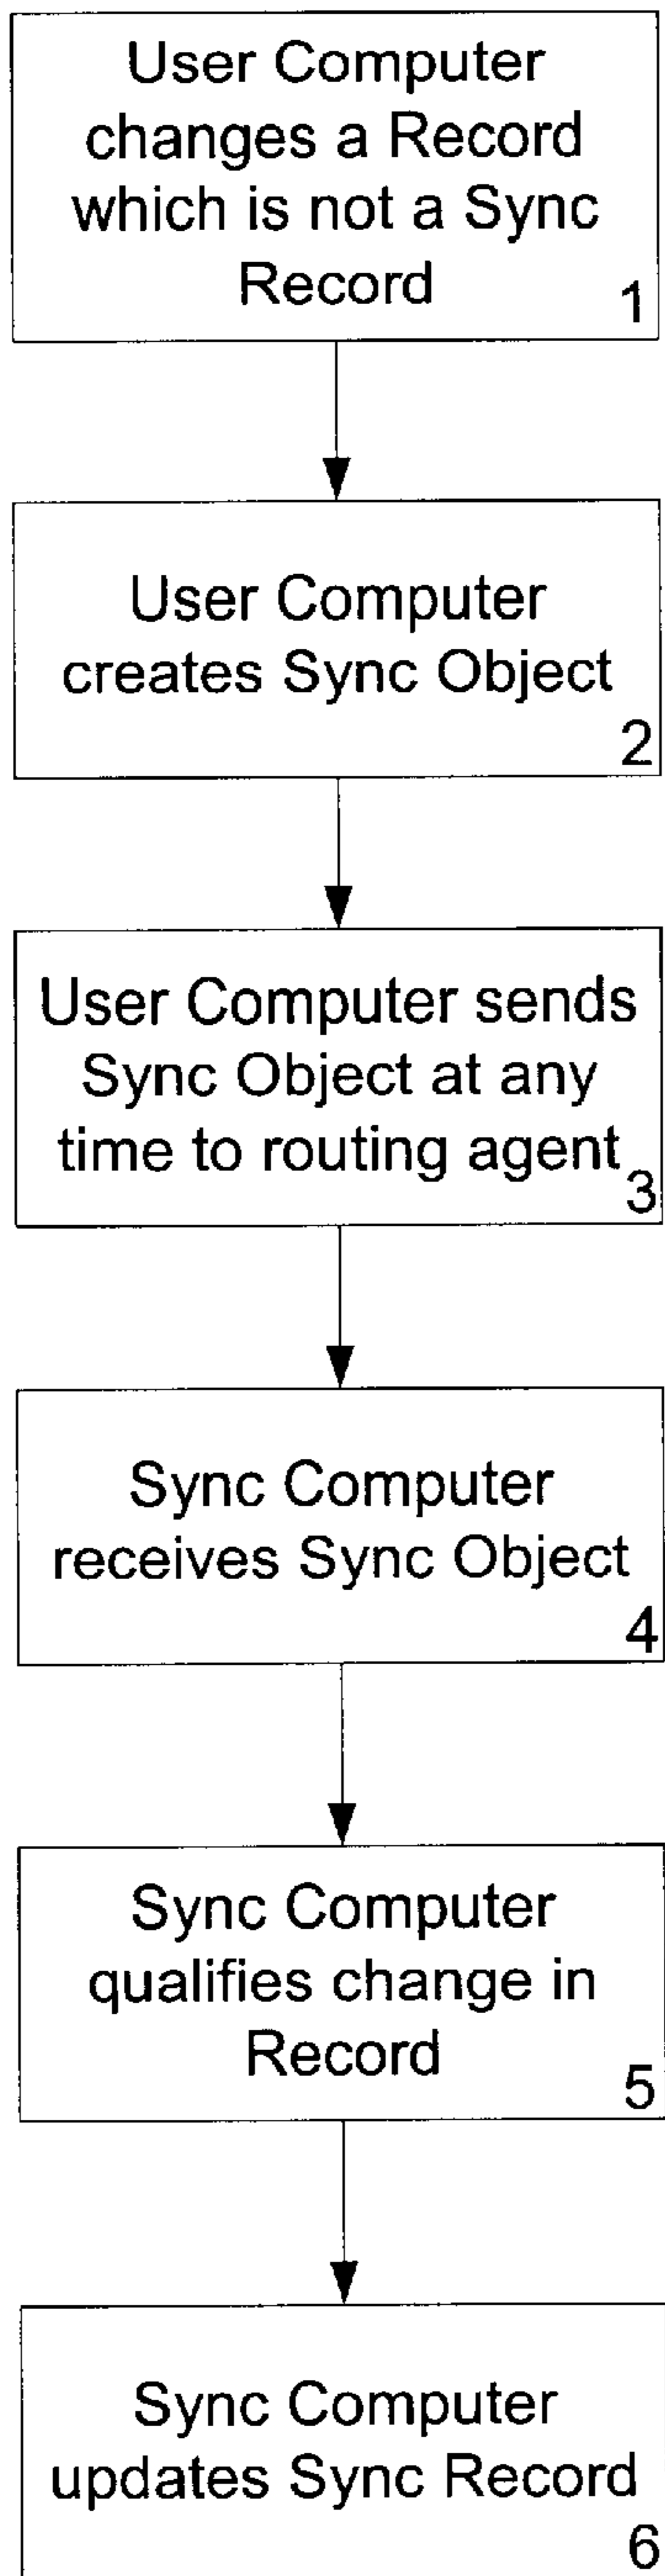 User Computer
changes a Record
which is not a Sync
Record
1
User Computer
creates Sync Object
2
User Computer sends
Sync Object at any
time to routing agent
3
Sync Computer
receives Sync Object
4
Sync Computer
qualifies change in
Record
5
Sync Computer
updates Sync Record
6